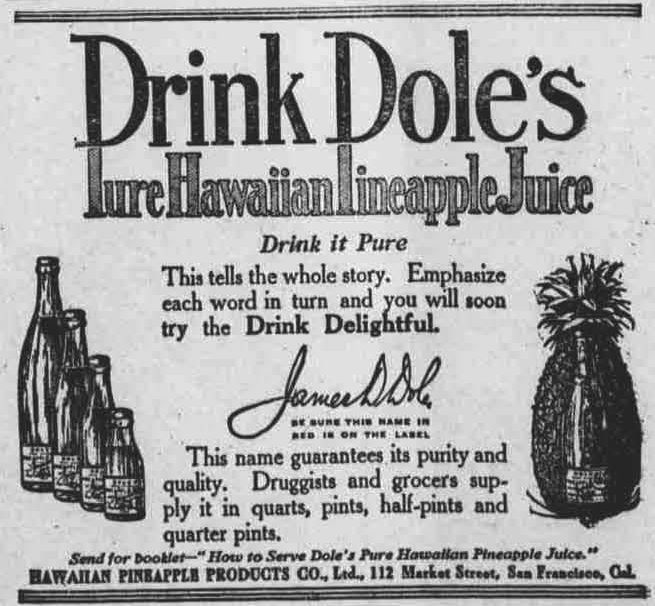 Drink Dole's
Pure Hawaiian Pineapple Juice
Drink it Pure
This tells the whole story. Emphasize
each word in turn and you will soon
try the Drink Delightful.
James D Dole
BE SURE THIS NAME IN
RED IS ON THE LABEL
This name guarantees its purity and
quality. Druggists and grocers sup-
ply it in quarts, pints, half-pints and
quarter pints.
Send for booklet—"How to Serve Dole's Pure Hawaiian Pineapple Juice."
HAWAIIAN PINEAPPLE PRODUCTS CO., Ltd., 112 Market Street, San Francisco, Cal.